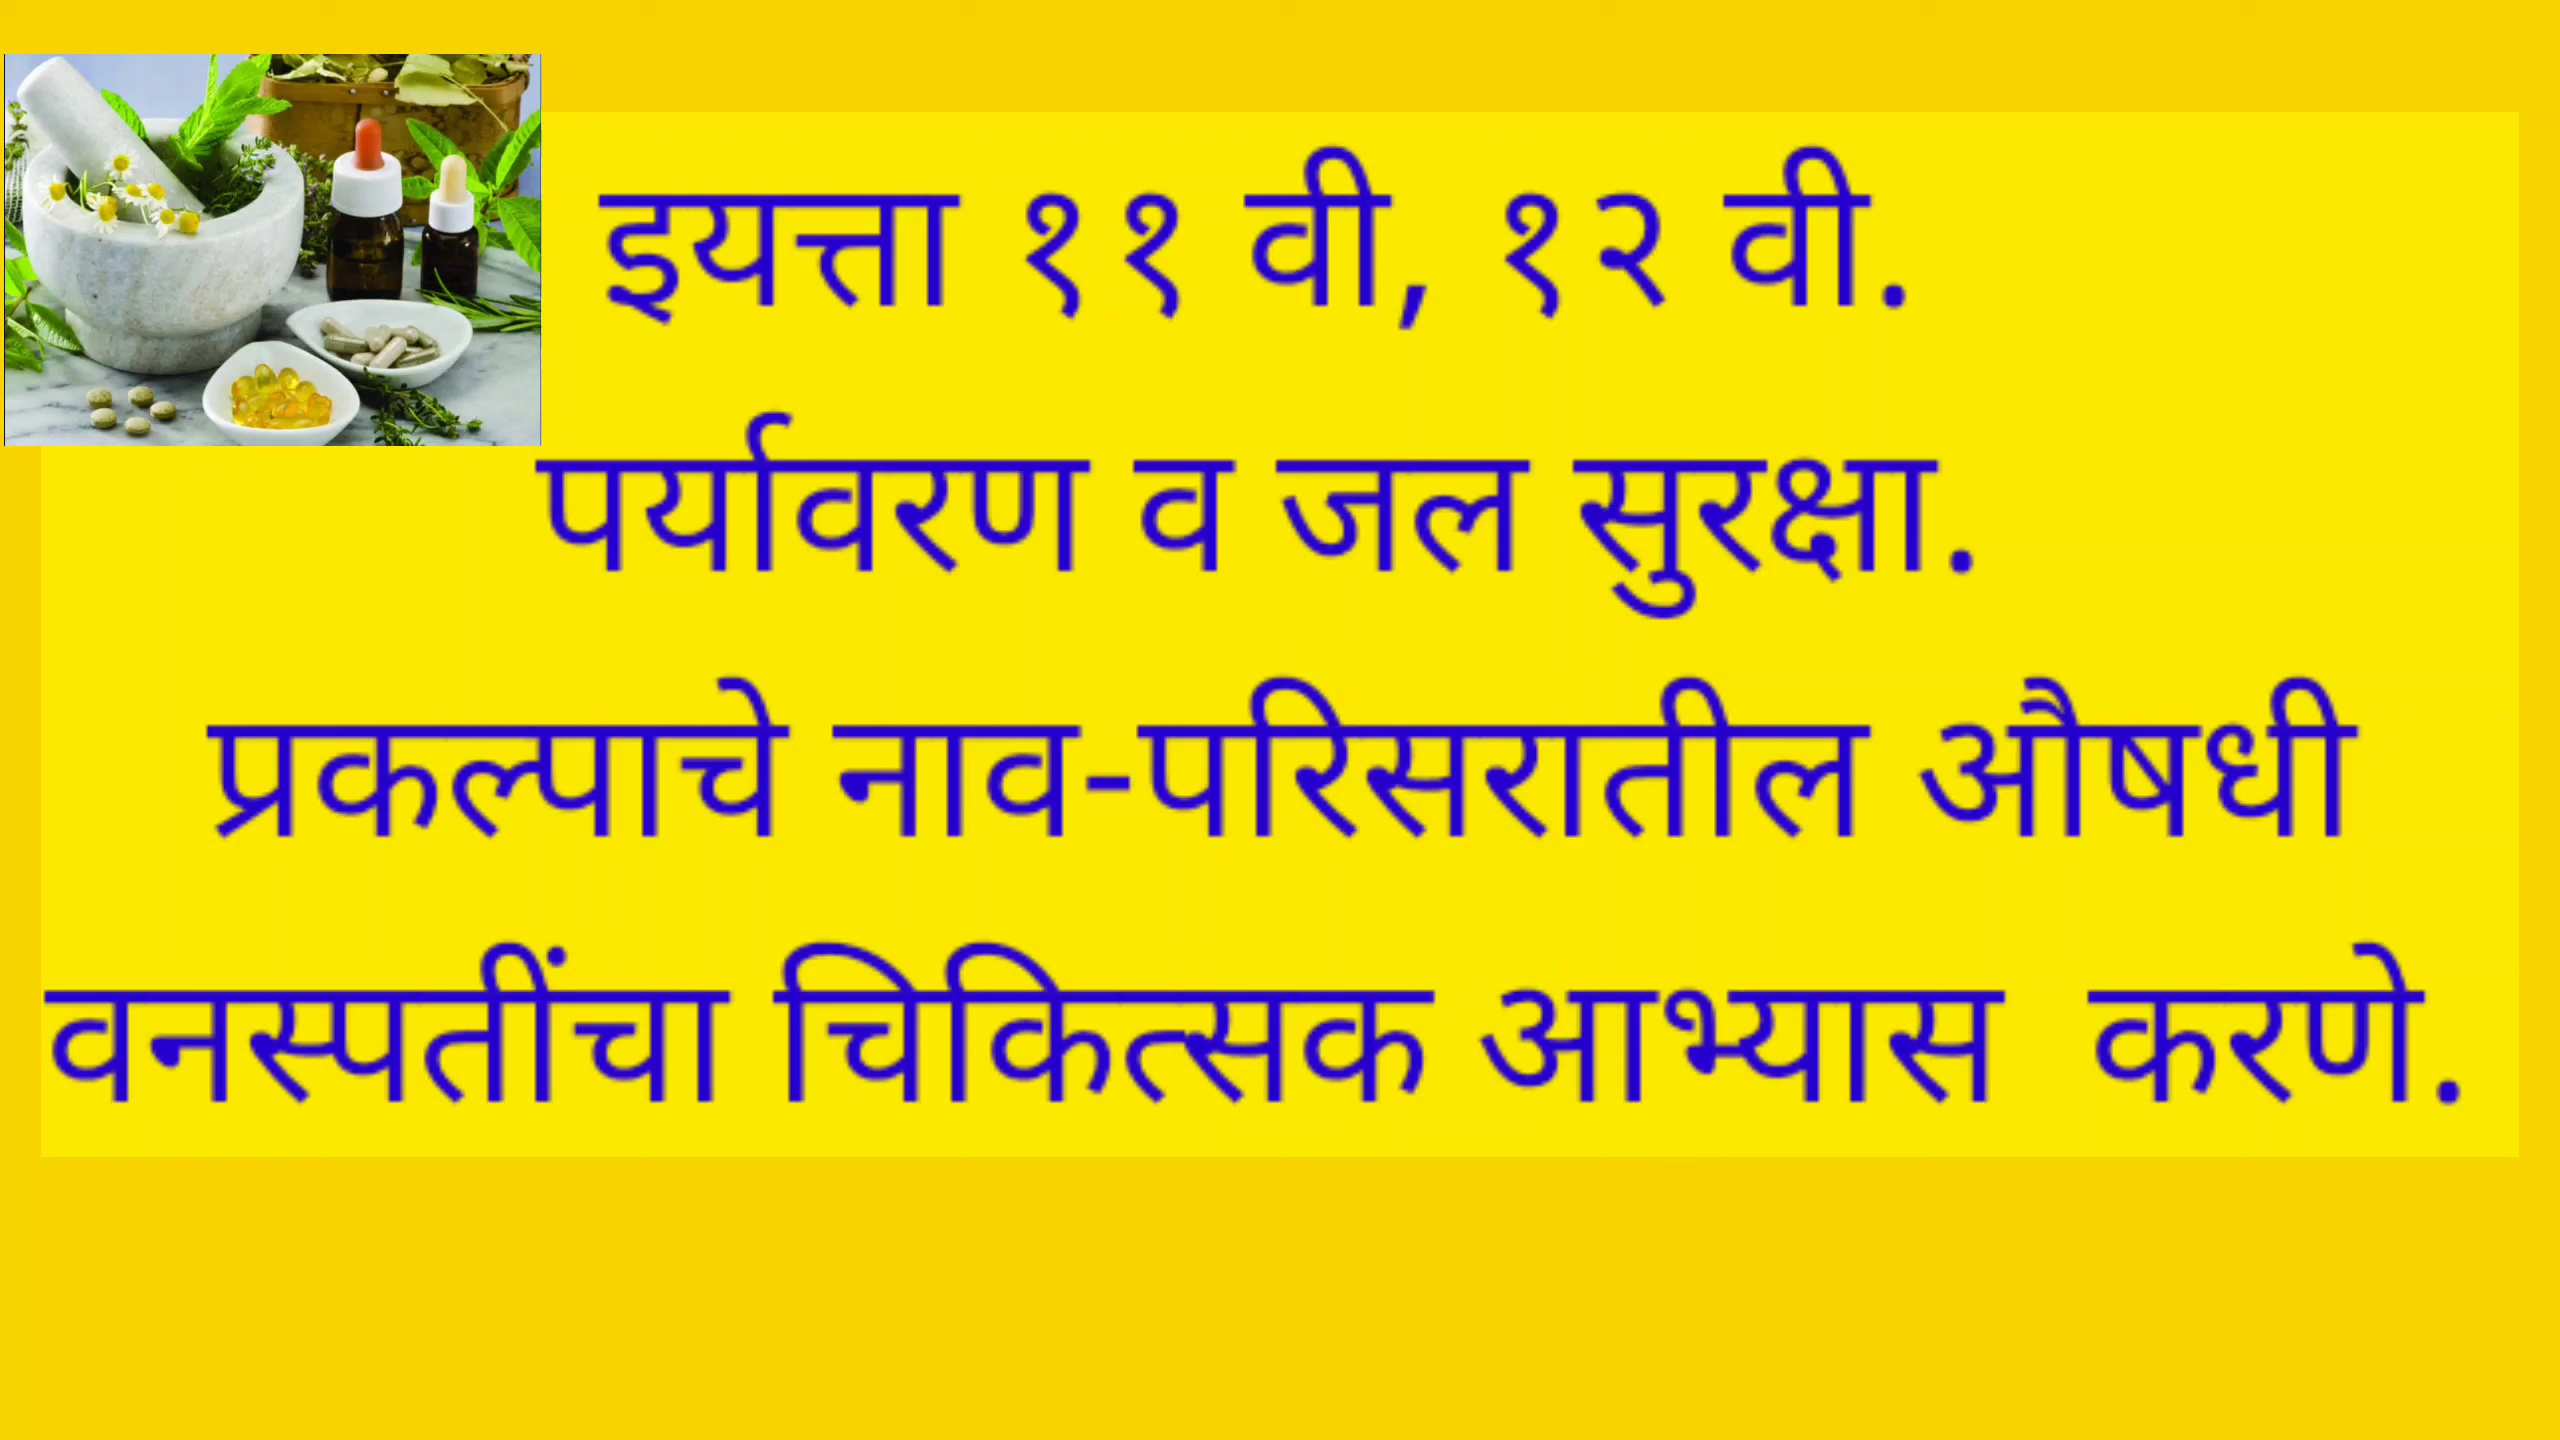 इयत्ता ११ वी, १२ वी.
पर्यावरण व जल सुरक्षा.
प्रकल्पाचे नाव-परिसरातील औषधी
वनस्पतींचा चिकित्सक आभ्यास  करणे.